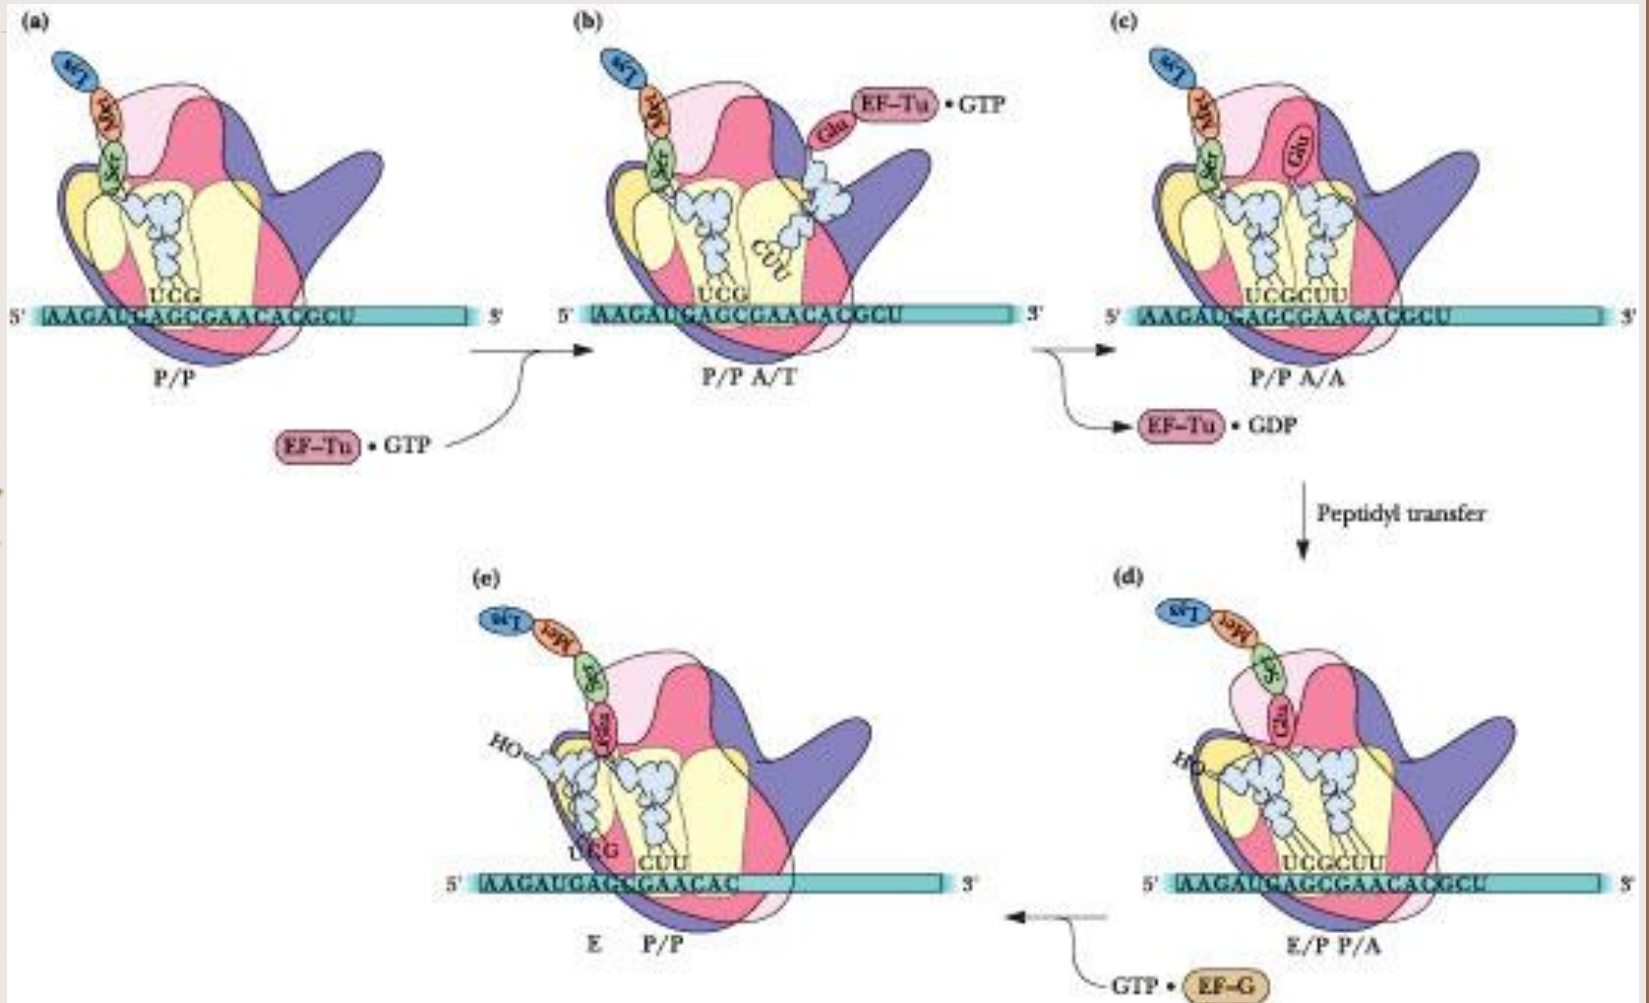 (a)
Lys
Met
Ser
UCG
5' AAGAUGAGCGAACACGCU 3'
P/P
EF–Tu • GTP
(b)
Lys
Met
Ser
Glu
EF–Tu • GTP
CUU
UCG
5' AAGAUGAGCGAACACGCU 3'
P/P A/T
(c)
Lys
Met
Ser
Glu
UCGCUU
5' AAGAUGAGCGAACACGCU 3'
P/P A/A
EF–Tu • GDP
Peptidyl transfer
(d)
Lys
Met
Ser
Glu
HO
UCGCUU
5' AAGAUGAGCGAACACGCU 3'
E/P P/A
GTP • EF–G
(e)
Lys
Met
Ser
Glu
HO
UCG
CUU
5' AAGAUGAGCGAACAC 3'
E P/P